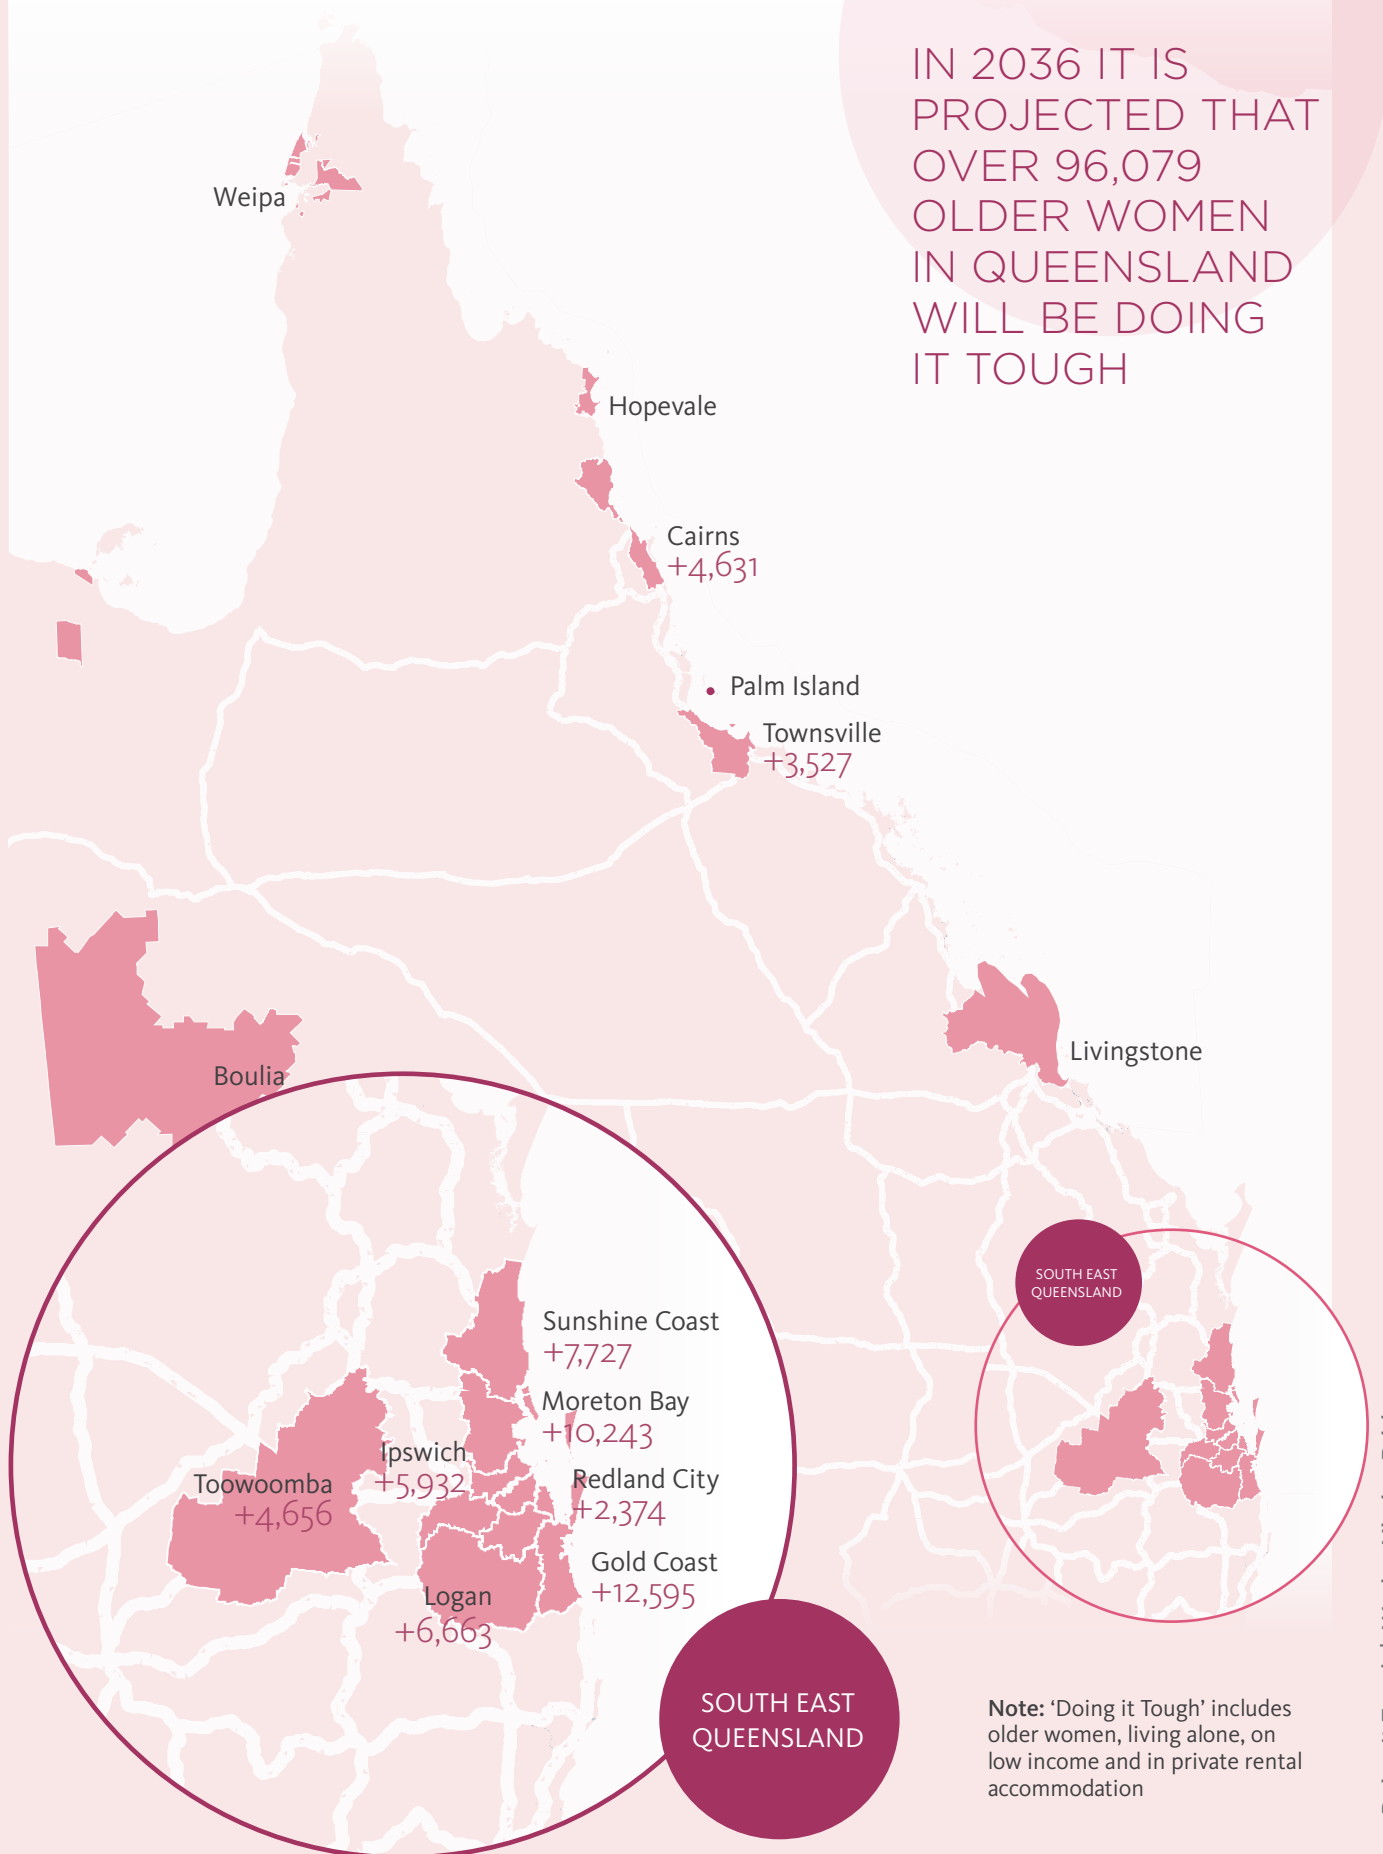 IN 2036 IT IS
PROJECTED THAT
OVER 96,079
OLDER WOMEN
IN QUEENSLAND
WILL BE DOING
IT TOUGH
Weipa
Hopevale
Cairns
+4,631
Palm Island
Townsville
+3,527
Livingstone
Boulia
SOUTH EAST
QUEENSLAND
Sunshine Coast
+7,727
Moreton Bay
+10,243
Ipswich
+5,932
Redland City
+2,374
Toowoomba
+4,656
Gold Coast
+12,595
Logan
+6,663
SOUTH EAST
QUEENSLAND
Note: ‘Doing it Tough’ includes
older women, living alone, on
low income and in private rental
accommodation